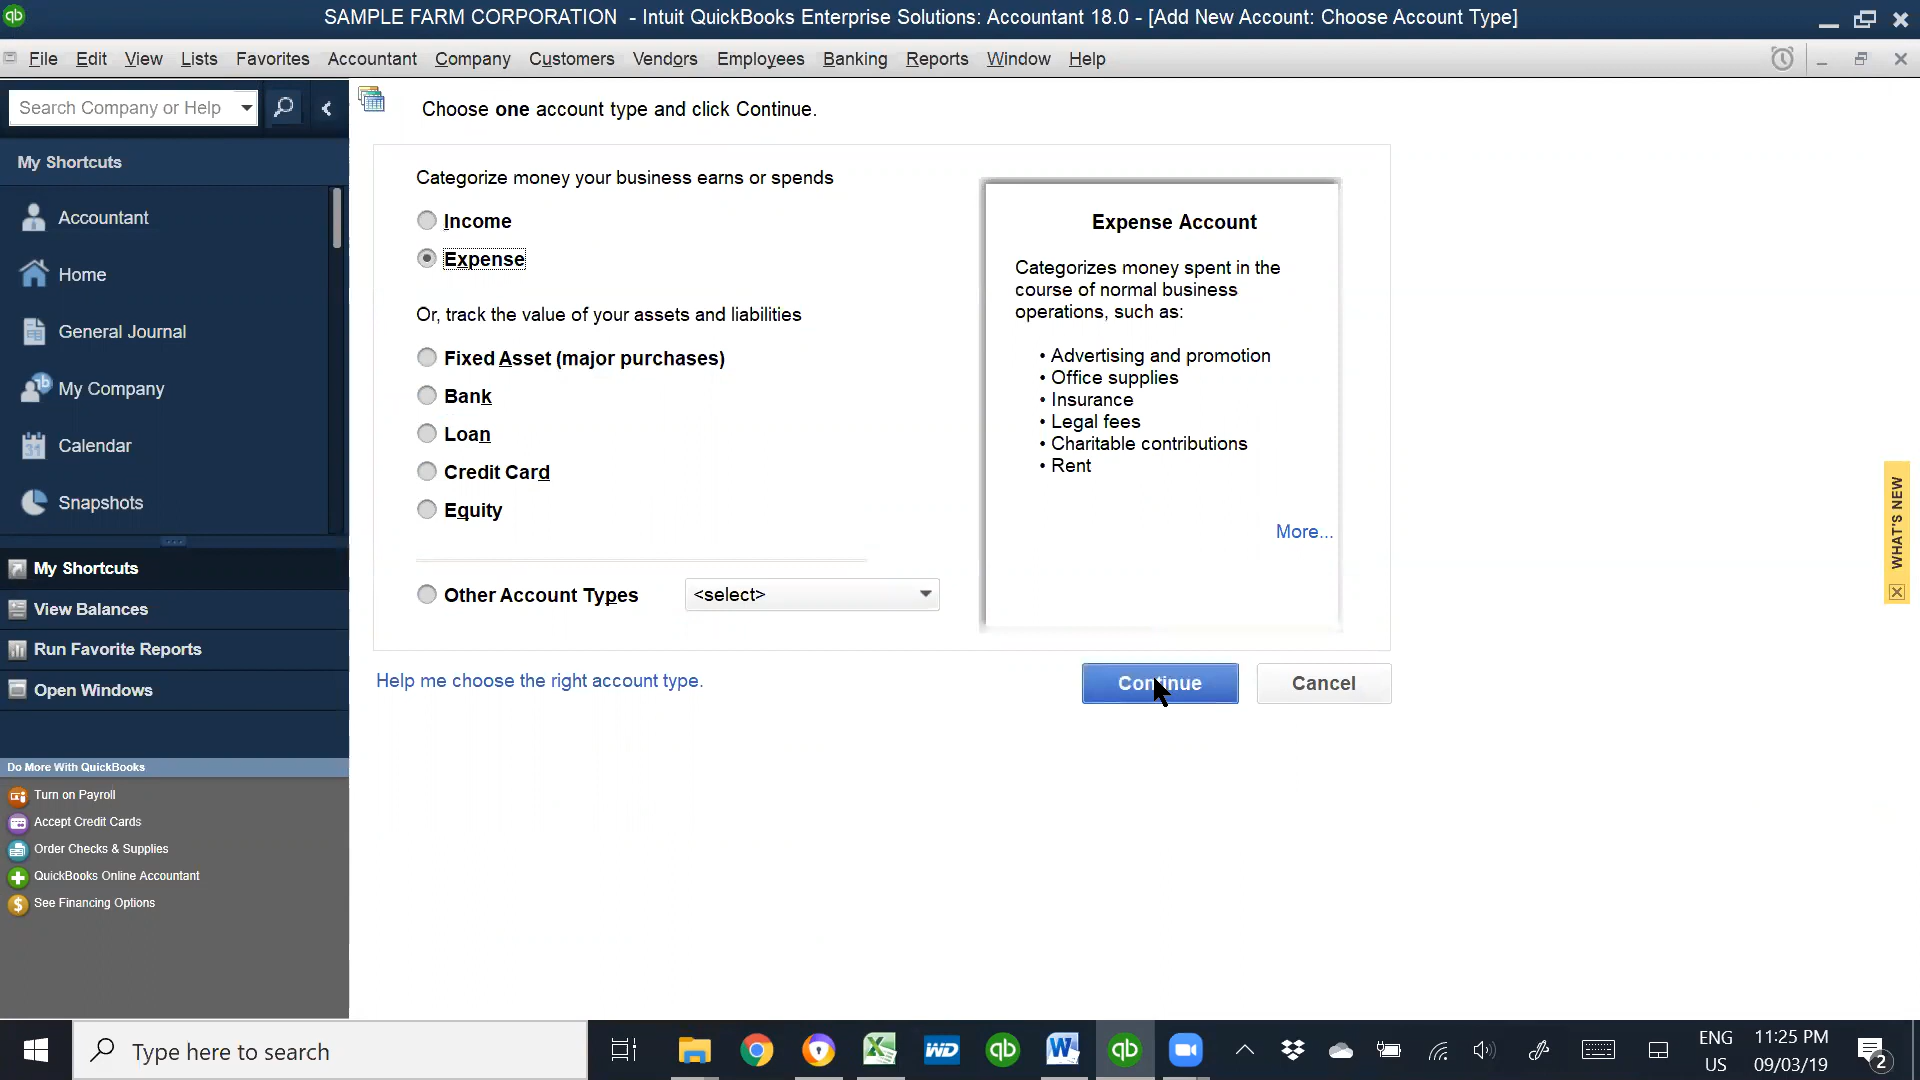 qb
SAMPLE FARM CORPORATION - Intuit QuickBooks Enterprise Solutions: Accountant 18.0 - [Add New Account: Choose Account Type]
File Edit View Lists Favorites Accountant Company Customers Vendors Employees Banking Reports Window Help
Search Company or Help
My Shortcuts
Accountant
Home
General Journal
My Company
31
Calendar
Snapshots
My Shortcuts
View Balances
Run Favorite Reports
Open Windows
Do More With QuickBooks
Turn on Payroll
Accept Credit Cards
Order Checks & Supplies
QuickBooks Online Accountant
$ See Financing Options
Choose one account type and click Continue.
Categorize money your business earns or spends
Income
Expense
Or, track the value of your assets and liabilities
Fixed Asset (major purchases)
Bank
Loan
Credit Card
Equity
Other Account Types <select>
Expense Account
Categorizes money spent in the
course of normal business
operations, such as:
• Advertising and promotion
• Office supplies
• Insurance
• Legal fees
• Charitable contributions
• Rent
More...
Help me choose the right account type.
Continue
Cancel
WHAT'S NEW
Type here to search
WD
qb
W
qb
ENG
US
11:25 PM
09/03/19
2